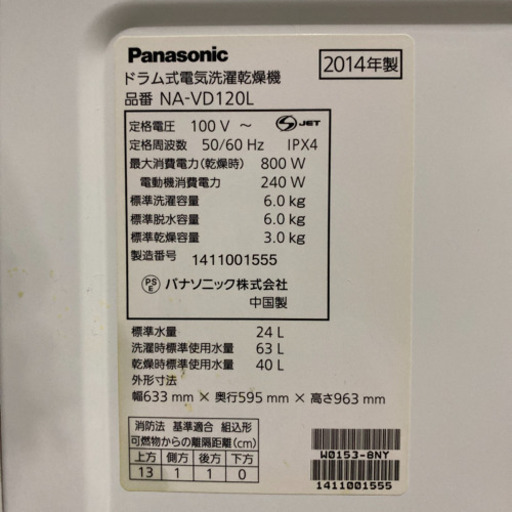 Panasonic
2014年製
ドラム式電気洗濯乾燥機
品番 NA-VD120L
定格電圧 100 V ~ S JET
定格周波数 50/60 Hz IPX4
最大消費電力(乾燥時) 800 W
電動機消費電力 240 W
標準洗濯容量 6.0 kg
標準脱水容量 6.0 kg
標準乾燥容量 3.0 kg
製造番号 1411001555
PSE パナソニック株式会社
中国製
標準水量 24 L
洗濯時標準使用水量 63 L
乾燥時標準使用水量 40 L
外形寸法
幅633 mm × 奥行595 mm × 高さ963 mm
消防法 基準適合 組込形
可燃物からの離隔距離(cm)
上方 側方 後方 下方
13 1 1 0
W0153-8NY
1411001555